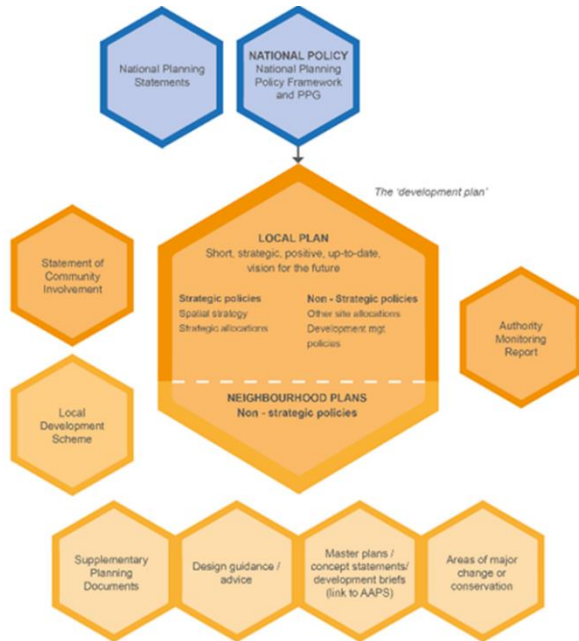 National Planning
Statements
NATIONAL POLICY
National Planning
Policy Framework
and PPG
The 'development plan'
LOCAL PLAN
Short, strategic, positive, up-to-date,
vision for the future
Strategic policies
Spatial strategy
Strategic allocations
Non - Strategic policies
Other site allocations
Development mgt
policies
NEIGHBOURHOOD PLANS
Non - strategic policies
Statement of
Community
Involvement
Authority
Monitoring
Report
Local
Development
Scheme
Supplementary
Planning
Documents
Design guidance /
advice
Master plans /
concept statements/
development briefs
(link to AAPS)
Areas of major
change or
conservation